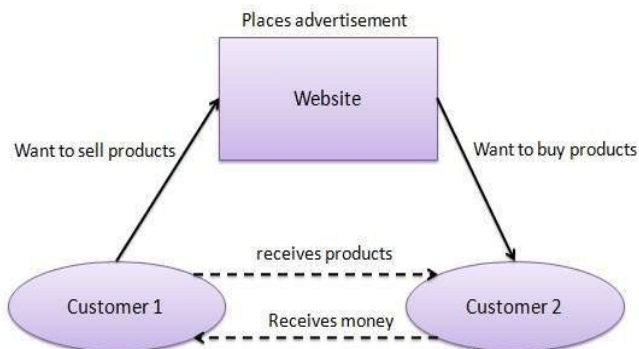 Places advertisement
Website
Want to sell products
Want to buy products
receives products
Customer 1
Customer 2
Receives money